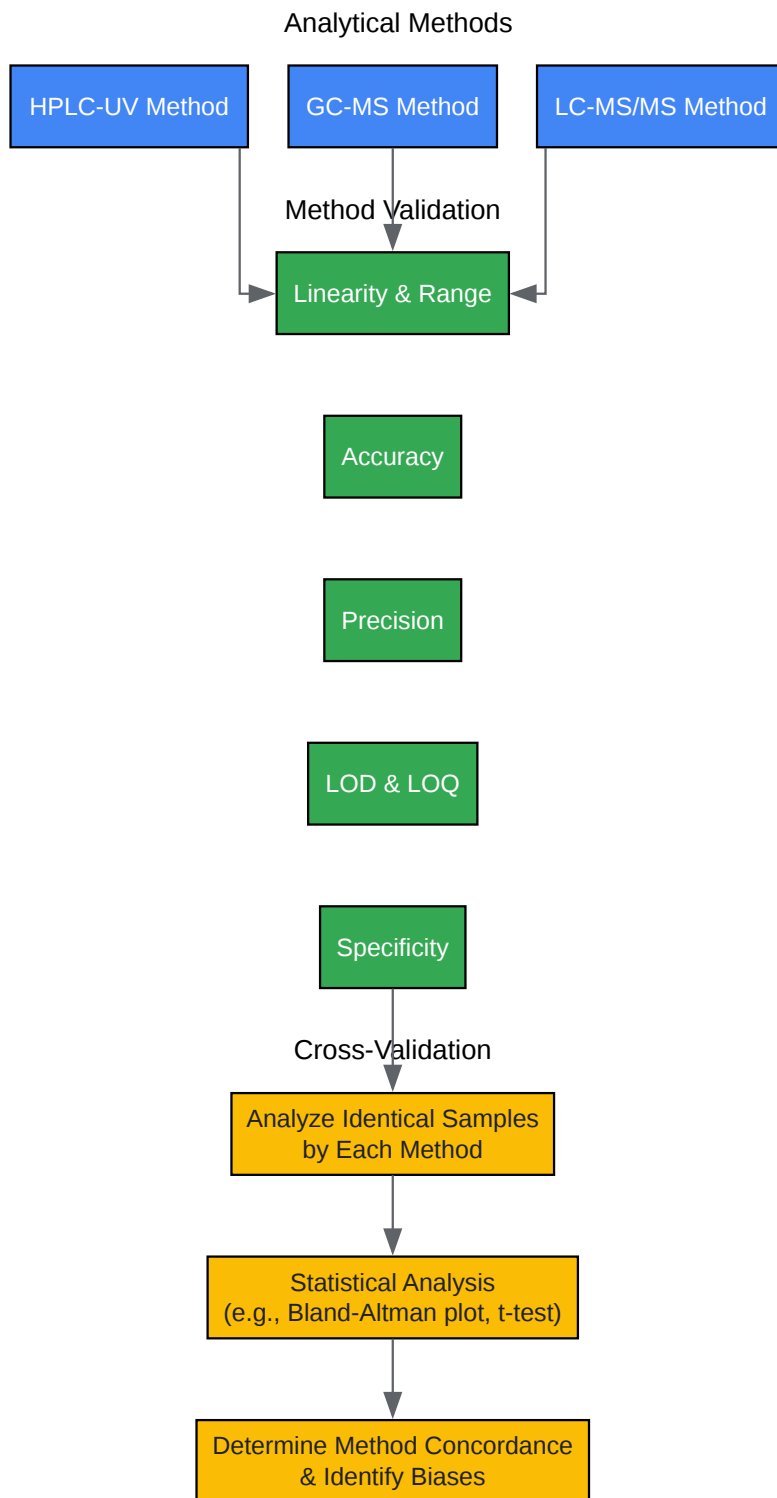 Analytical Methods
HPLC-UV Method
GC-MS Method
LC-MS/MS Method
Method Validation
Linearity & Range
Accuracy
Precision
LOD & LOQ
Specificity
Cross-Validation
Analyze Identical Samples
by Each Method
Statistical Analysis
(e.g., Bland-Altman plot, t-test)
Determine Method Concordance
& Identify Biases